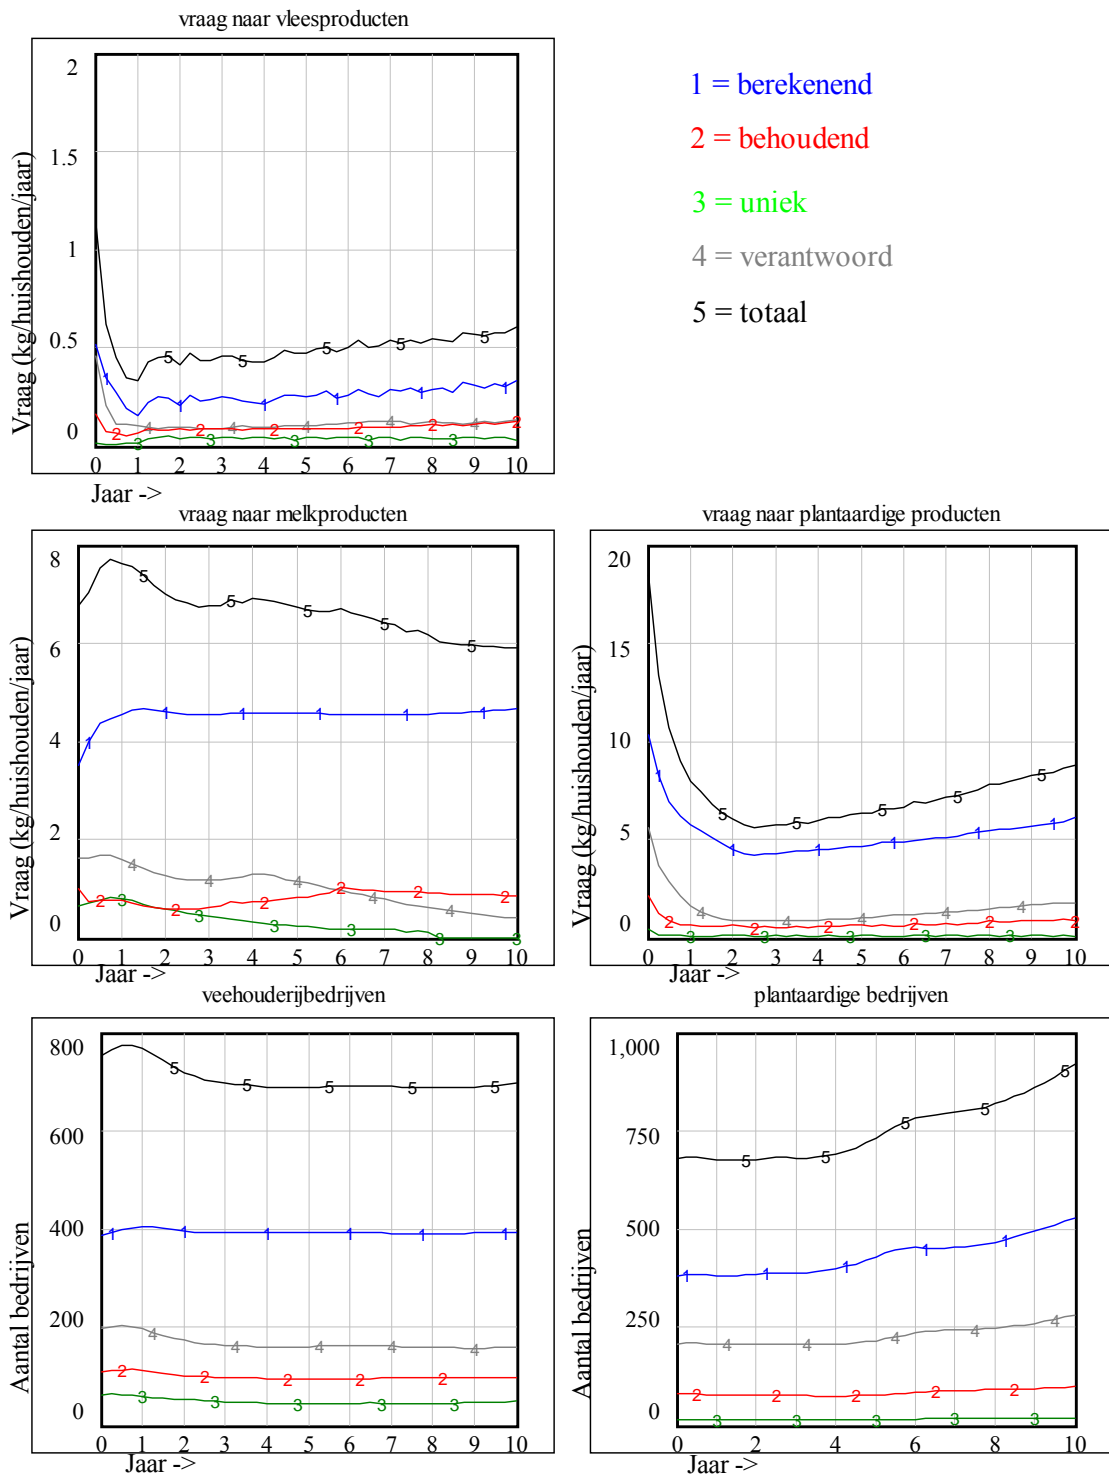 vraag naar vleesproducten
2
1.5
1
0.5
0
Vraag (kg/huishouden/jaar)
0 1 2 3 4 5 6 7 8 9 10
Jaar ->
1 = berekenend
2 = behoudend
3 = uniek
4 = verantwoord
5 = totaal
vraag naar melkproducten
8
6
4
2
0
Vraag (kg/huishouden/jaar)
0 1 2 3 4 5 6 7 8 9 10
Jaar ->
vraag naar plantaardige producten
20
15
10
5
0
Vraag (kg/huishouden/jaar)
0 1 2 3 4 5 6 7 8 9 10
Jaar ->
veehouderijbedrijven
800
600
400
200
0
Aantal bedrijven
0 1 2 3 4 5 6 7 8 9 10
Jaar ->
plantaardige bedrijven
1,000
750
500
250
0
Aantal bedrijven
0 2 4 6 8 10
Jaar ->